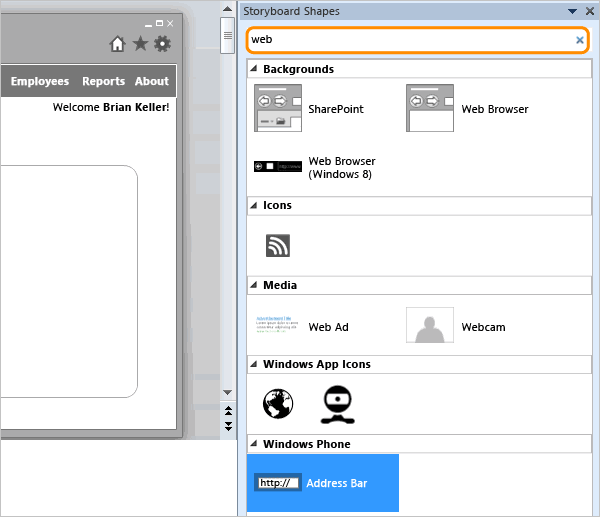 Employees Reports About
Welcome Brian Keller!
Storyboard Shapes
web
Backgrounds
SharePoint
Web Browser
Web Browser
(Windows 8)
Icons
Media
Web Ad
Webcam
Windows App Icons
Windows Phone
http://
Address Bar